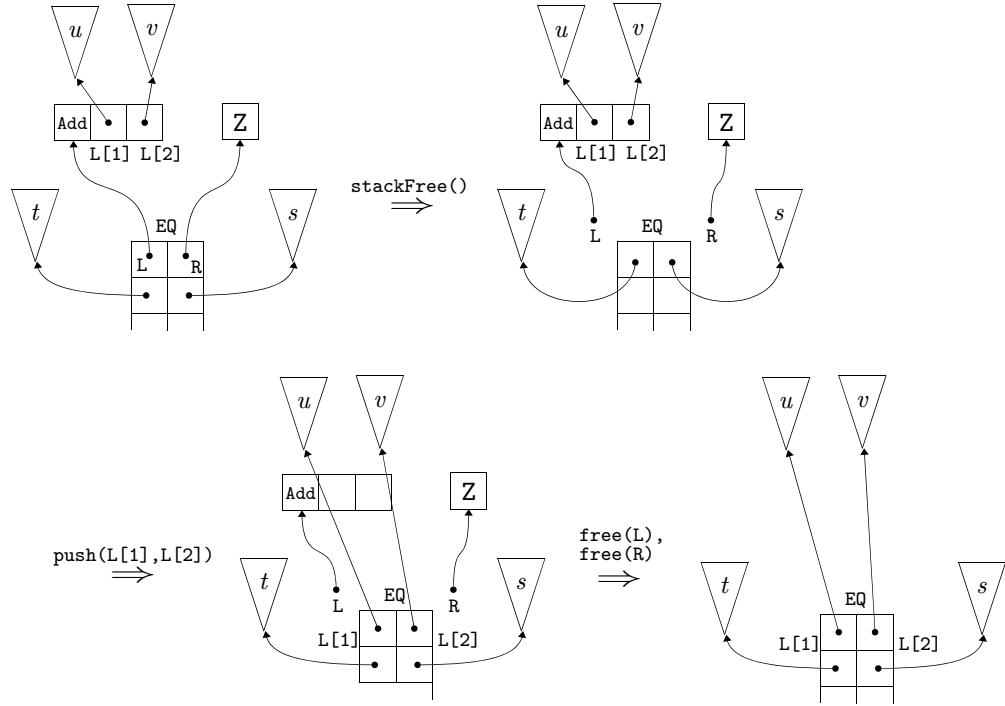 u v
Add Z
L[1] L[2]
t s
EQ
L R
stackFree()
⟹
u v
Add Z
L[1] L[2]
t s
L EQ R
push(L[1],L[2])
⟹
u v
Add Z
t s
L EQ R
L[1] L[2]
free(L),
free(R)
⟹
u v
t s
EQ
L[1] L[2]